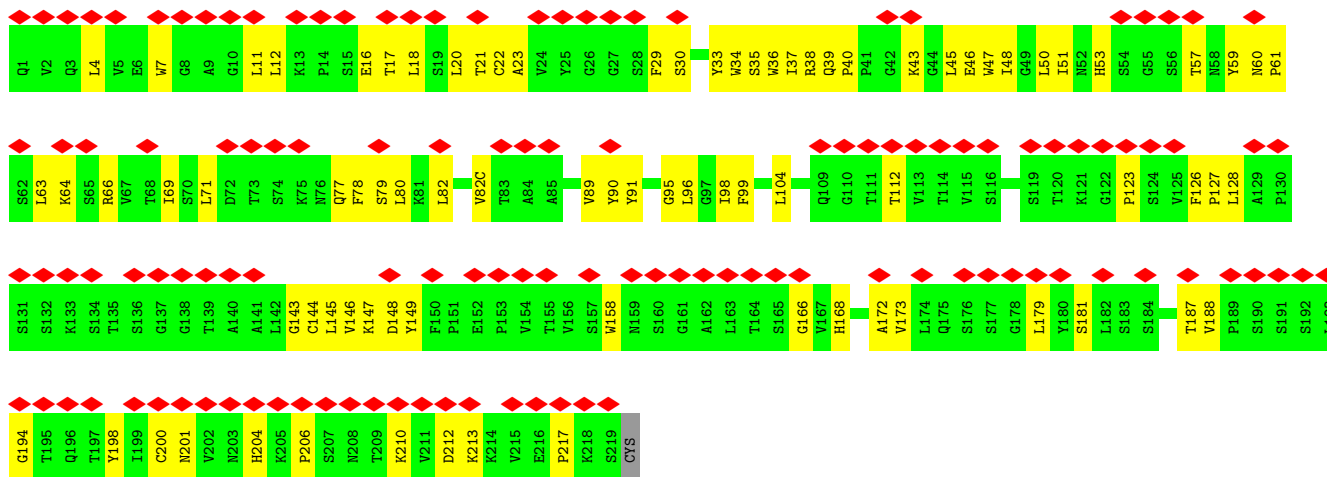 Q1 V2 Q3 L4 V5 E6 W7 G8 A9 G10 L11 L12 K13 P14 S15 E16 T17 L18 S19 L20 T21 C22 A23 V24 Y25 G26 G27 S28 F29 S30 Y33 W34 S35 W36 I37 R38 Q39 P40 P41 G42 K43 G44 L45 E46 W47 I48 G49 L50 I51 N52 H53 S54 G55 S56 T57 N58 Y59 N60 P61
S62 L63 K64 S65 R66 V67 T68 I69 S70 L71 D72 T73 S74 K75 N76 Q77 F78 S79 L80 K81 L82 V82C T83 A84 A85 V89 Y90 Y91 G95 L96 G97 I98 F99 L104 Q109 G110 T111 T112 V113 T114 V115 S116 S119 T120 K121 G122 P123 S124 V125 F126 P127 L128 A129 P130
S131 S132 K133 S134 T135 S136 G137 G138 T139 A140 A141 L142 G143 C144 L145 V146 K147 D148 Y149 F150 P151 E152 P153 V154 T155 V156 S157 W158 N159 S160 G161 A162 L163 T164 S165 G166 V167 H168 A172 V173 L174 Q175 S176 S177 G178 L179 Y180 S181 L182 S183 S184 T187 V188 P189 S190 S191 S192
G194 T195 Q196 T197 Y198 I199 C200 N201 V202 N203 H204 K205 P206 S207 N208 T209 K210 V211 D212 K213 K214 V215 E216 P217 K218 S219 CYS